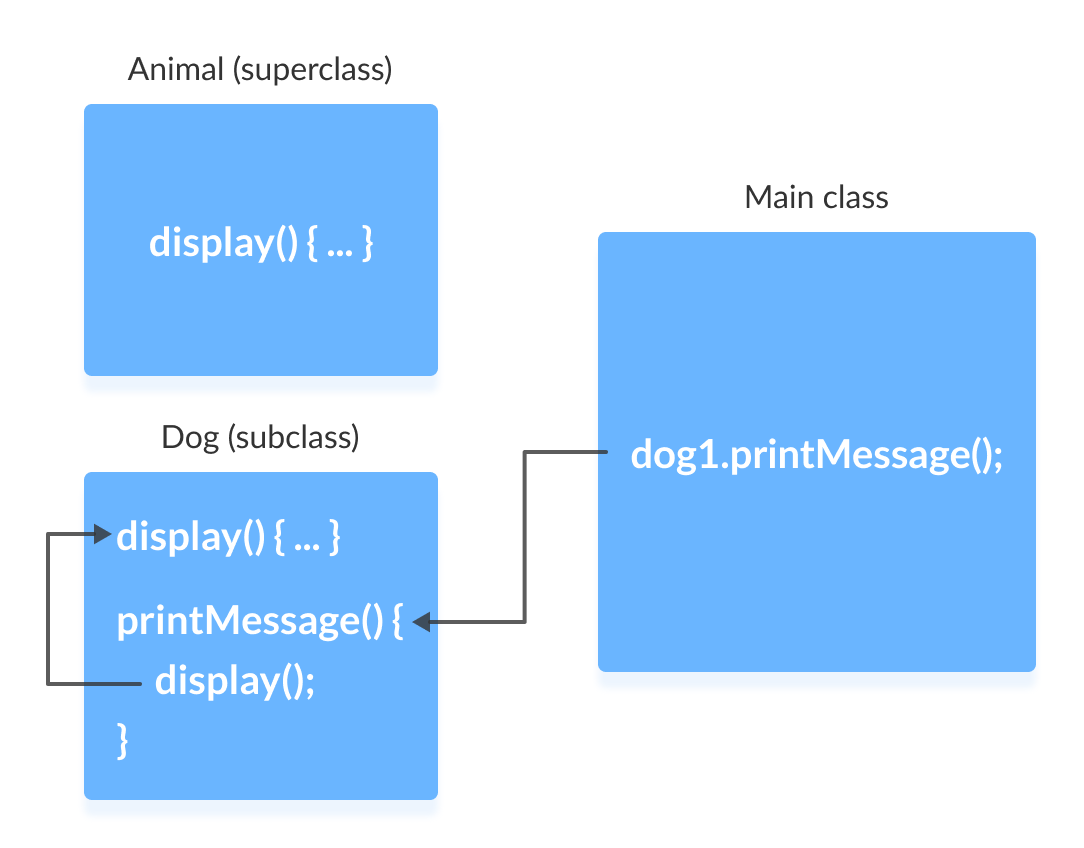 Animal (superclass)
display() { ... }
Main class
dog1.printMessage();
Dog (subclass)
display() { ... }
printMessage() {
display();
}